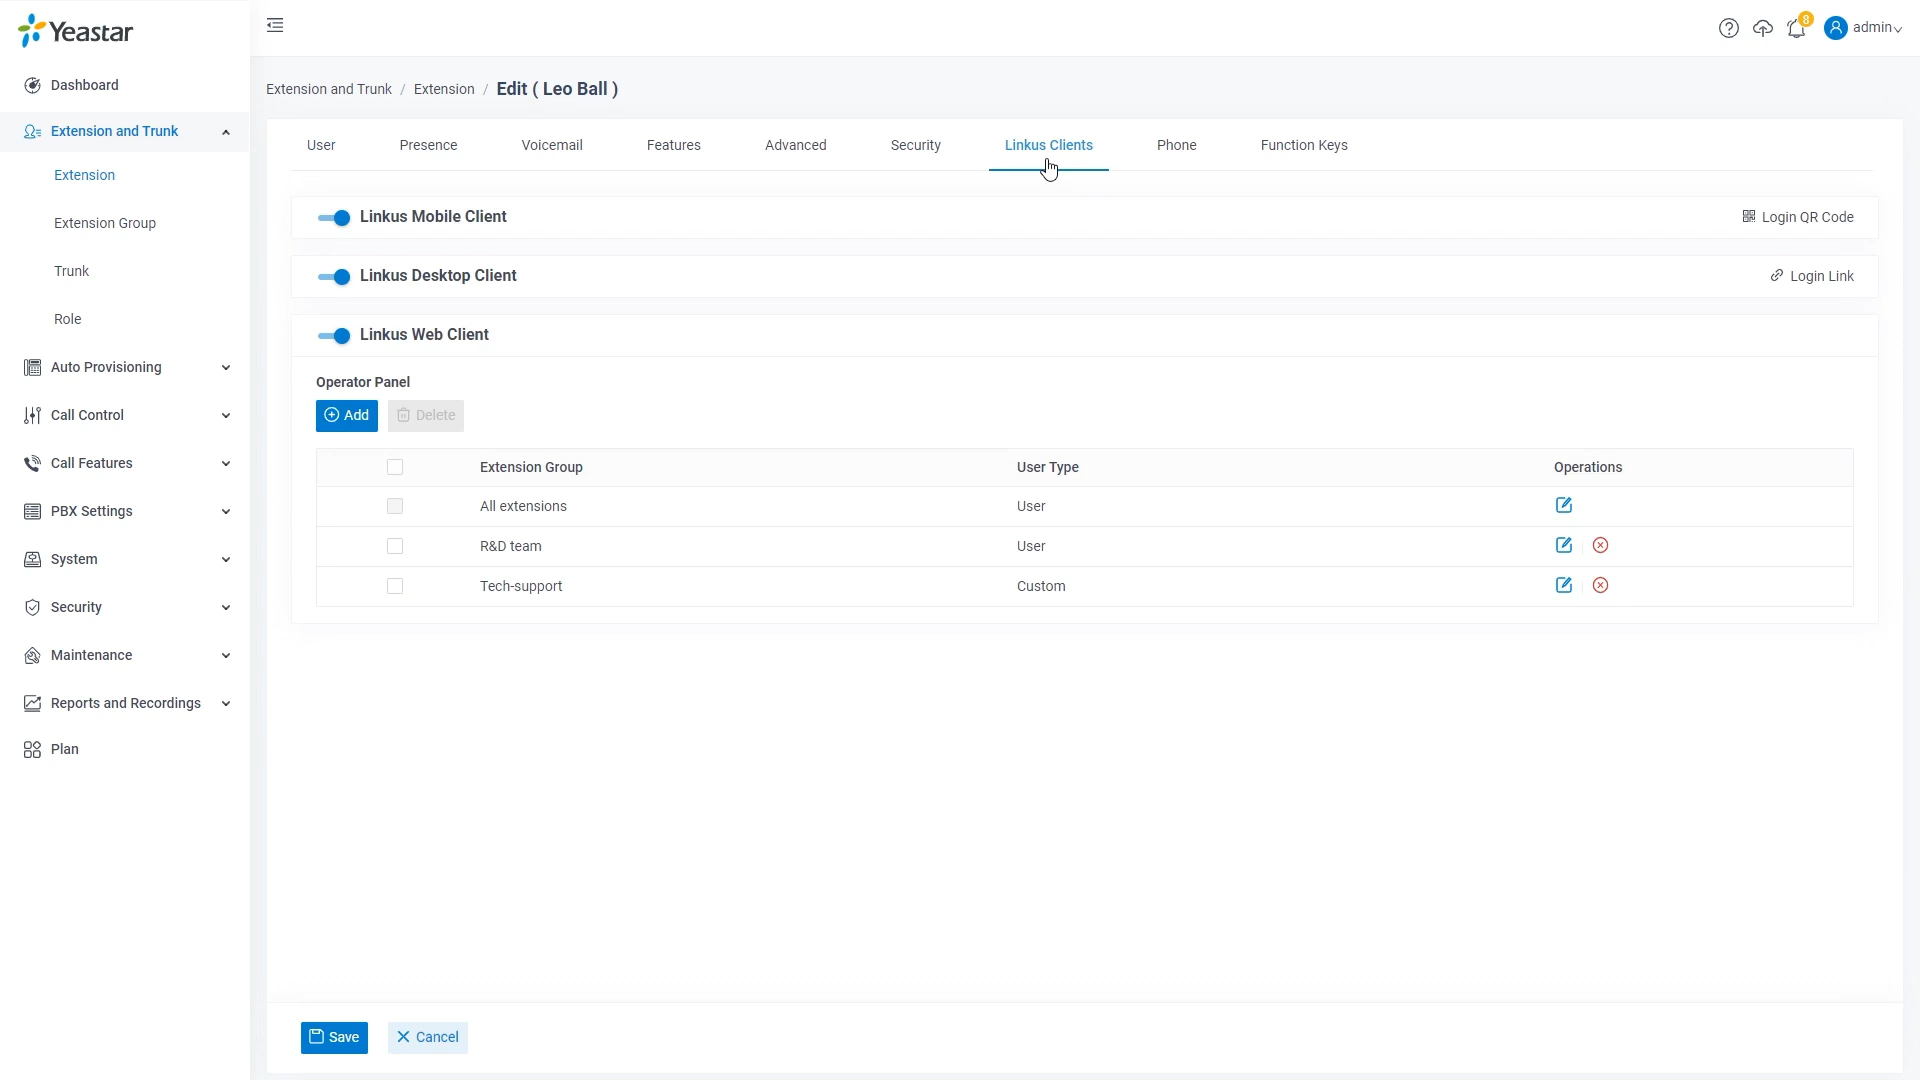 Yeastar
8
admin
Dashboard
Extension and Trunk
Extension
Extension Group
Trunk
Role
Auto Provisioning
Call Control
Call Features
PBX Settings
System
Security
Maintenance
Reports and Recordings
Plan
Extension and Trunk / Extension / Edit ( Leo Ball )
User Presence Voicemail Features Advanced Security Linkus Clients Phone Function Keys
Linkus Mobile Client Login QR Code
Linkus Desktop Client Login Link
Linkus Web Client
Operator Panel
Add Delete
Extension Group User Type Operations
All extensions User
R&D team User
Tech-support Custom
Save Cancel